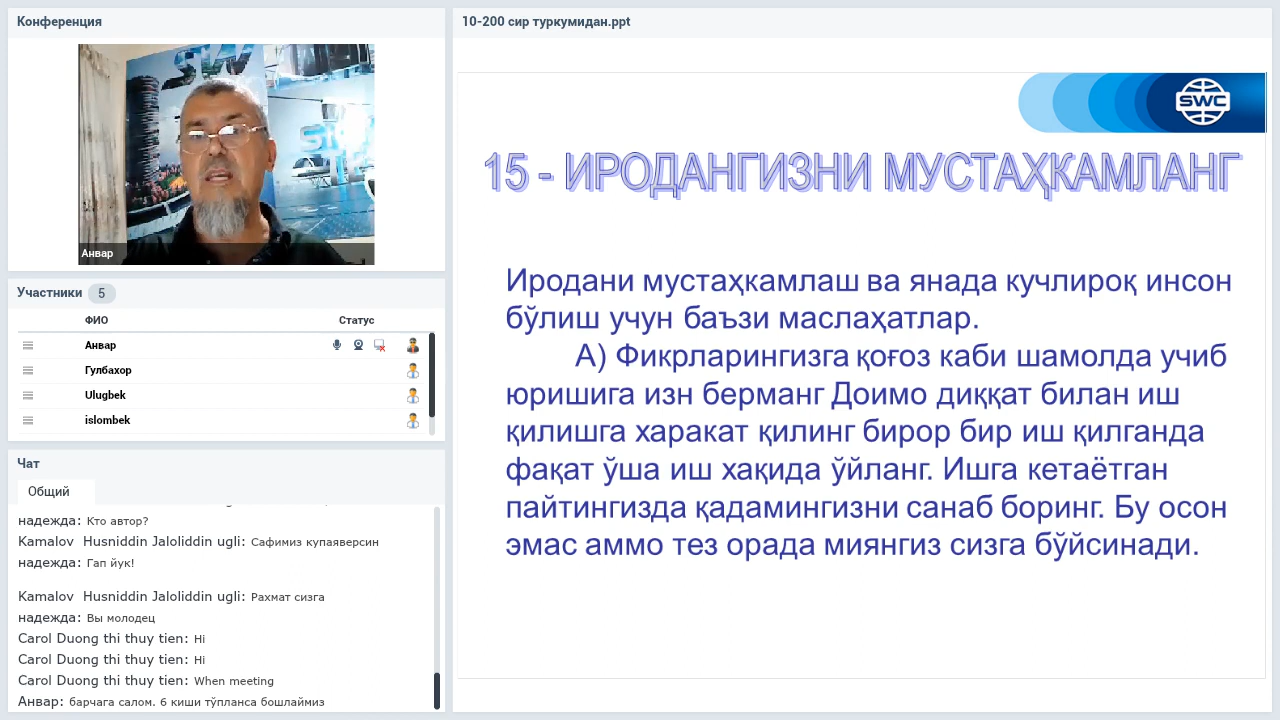 Конференция
SW
Анвар
Участники 5
ФИО Статус
Анвар
Гулбахор
Ulugbek
islombek
Чат
Общий
надежда: Кто автор?
Kamalov Husniddin Jaloliddin ugli: Сафимиз купаяверсин
надежда: Гап йук!
Kamalov Husniddin Jaloliddin ugli: Рахмат сизга
надежда: Вы молодец
Carol Duong thi thuy tien: Hi
Carol Duong thi thuy tien: Hi
Carol Duong thi thuy tien: When meeting
Анвар: барчага салом. 6 киши тўпланса бошлаймиз
10-200 сир туркумидан.ppt
SWC
15 - ИРОДАНГИЗНИ МУСТАҲКАМЛАНГ
Иродани мустаҳкамлаш ва янада кучлироқ инсон
бўлиш учун баъзи маслаҳатлар.
А) Фикрларингизга қоғоз каби шамолда учиб
юришига изн берманг Доимо диққат билан иш
қилишга харакат қилинг бирор бир иш қилганда
фақат ўша иш хақида ўйланг. Ишга кетаётган
пайтингизда қадамингизни санаб боринг. Бу осон
эмас аммо тез орада миянгиз сизга бўйсинади.